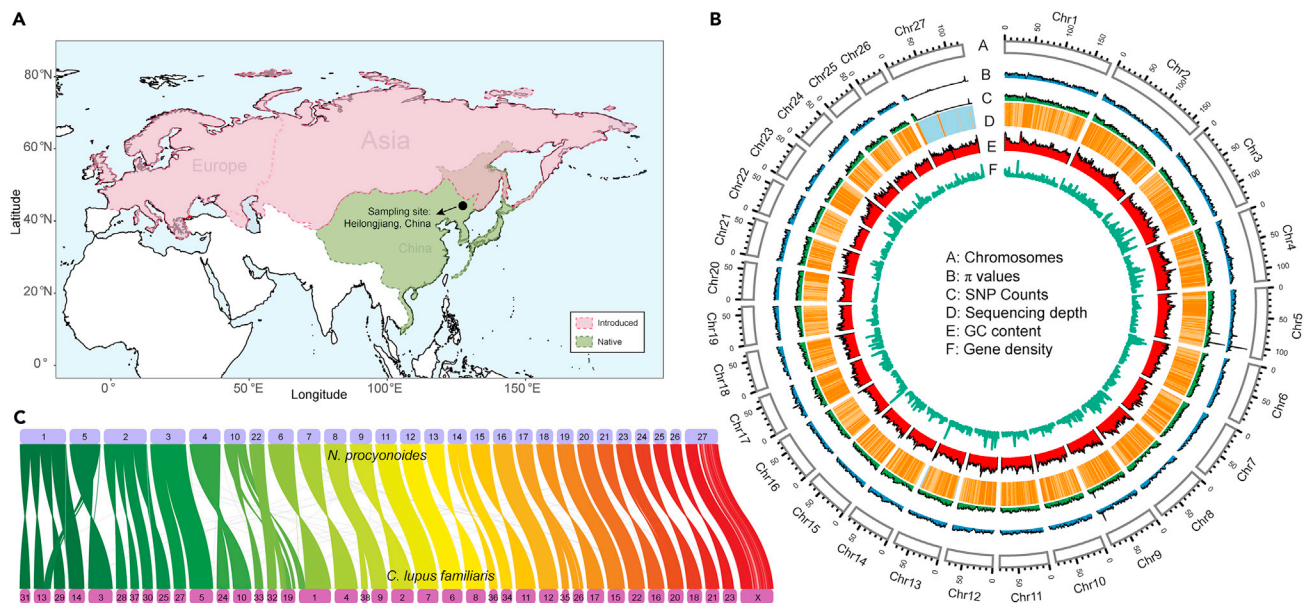 A
80°N
60°N
40°N
20°N
0°
Latitude
0°
50°E
100°E
150°E
Longitude
Europe
Asia
China
Sampling site:
Heilongjiang, China
Introduced
Native
B
A
B
C
D
E
F
Chr1
Chr2
Chr3
Chr4
Chr5
Chr6
Chr7
Chr8
Chr9
Chr10
Chr11
Chr12
Chr13
Chr14
Chr15
Chr16
Chr17
Chr18
Chr19
Chr20
Chr21
Chr22
Chr23
Chr24
Chr25
Chr26
Chr27
A: Chromosomes
B: π values
C: SNP Counts
D: Sequencing depth
E: GC content
F: Gene density
C
1 5 2 3 4 10 22 6 7 8 9 11 12 13 14 15 16 17 18 19 20 21 23 24 25 26 27
N. procyonoides
C. lupus familiaris
31 13 29 14 3 28 37 30 25 27 5 24 10 33 32 19 1 4 38 9 2 7 6 8 36 34 11 12 35 26 17 15 22 16 20 18 21 23 X